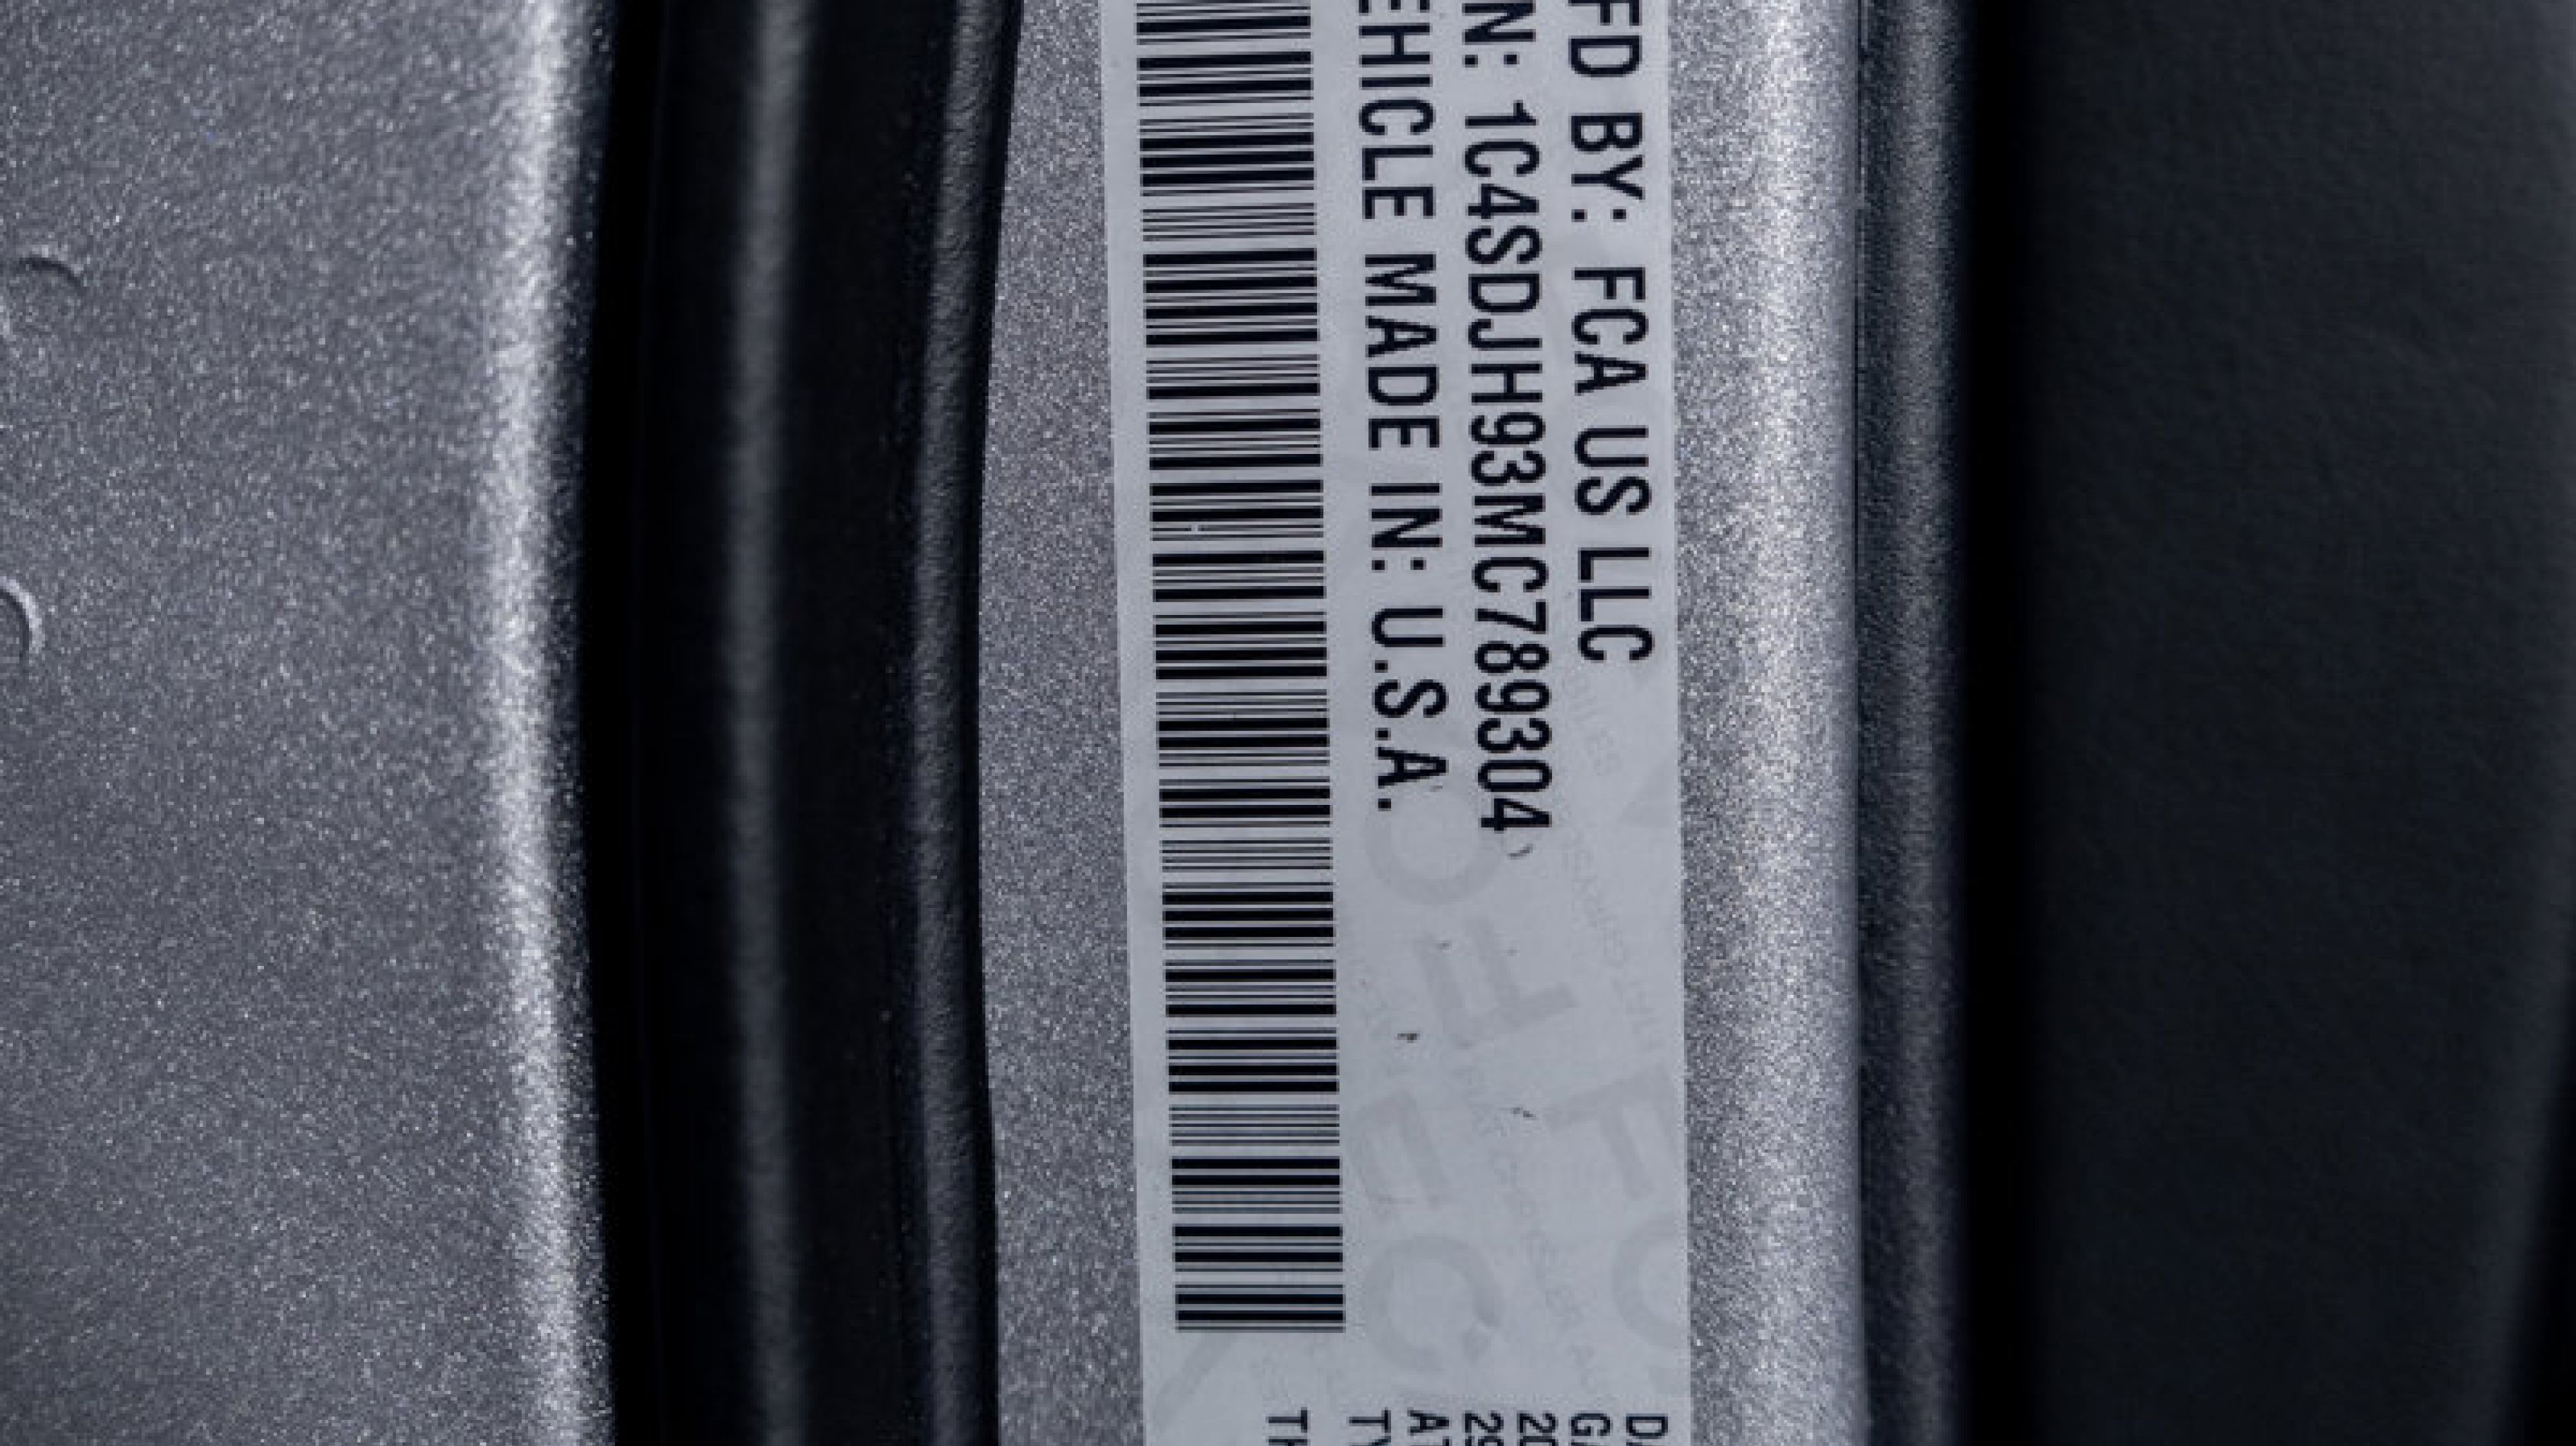 FD BY: FCA US LLC
N: 1C4SDJH93MC789304
EHICLE MADE IN: U.S.A.